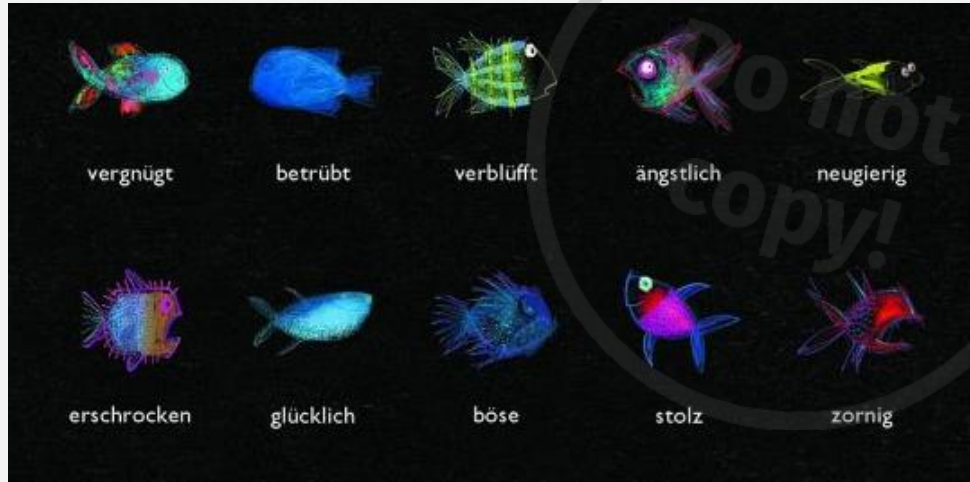 vergnügt betrübt verblüfft ängstlich neugierig
erschrocken glücklich böse stolz zornig
Do not
copy!